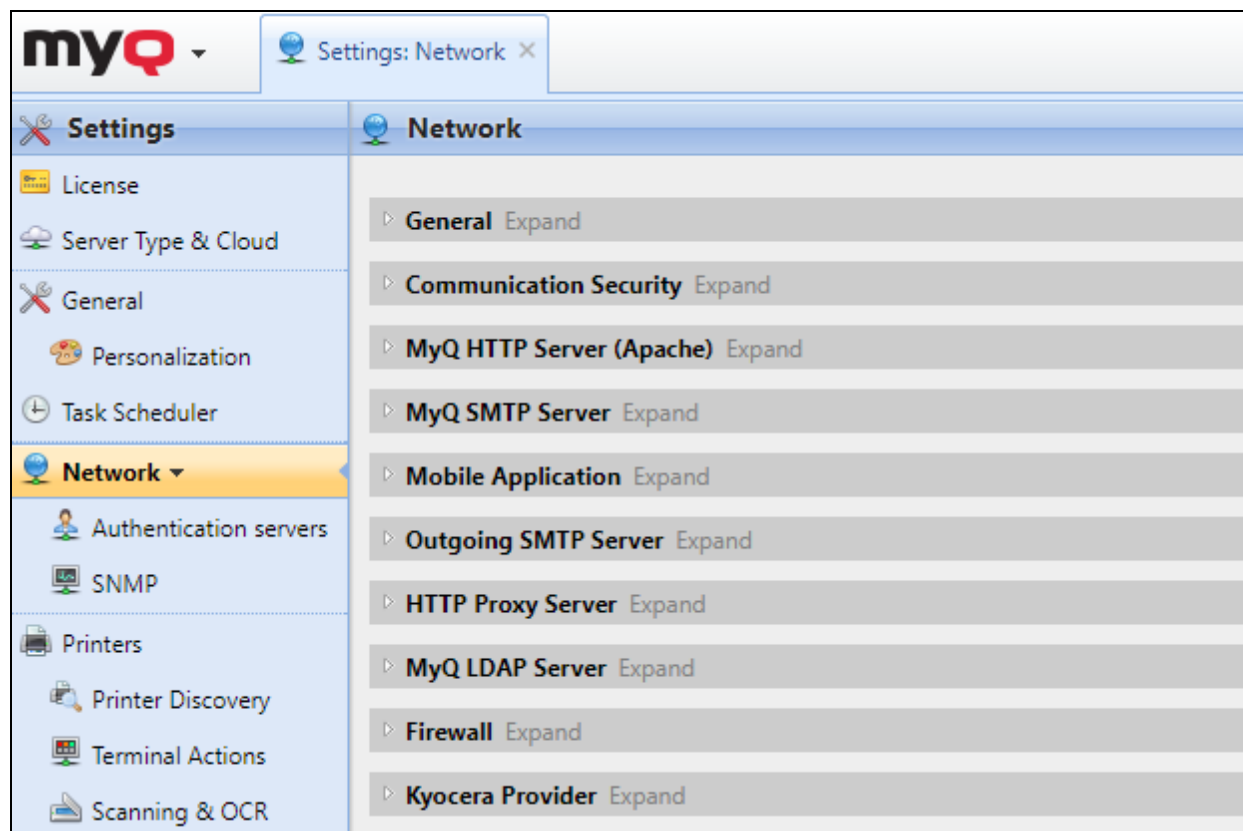 myQ
Settings: Network
Settings
License
Server Type & Cloud
General
Personalization
Task Scheduler
Network
Authentication servers
SNMP
Printers
Printer Discovery
Terminal Actions
Scanning & OCR
Network
General Expand
Communication Security Expand
MyQ HTTP Server (Apache) Expand
MyQ SMTP Server Expand
Mobile Application Expand
Outgoing SMTP Server Expand
HTTP Proxy Server Expand
MyQ LDAP Server Expand
Firewall Expand
Kyocera Provider Expand